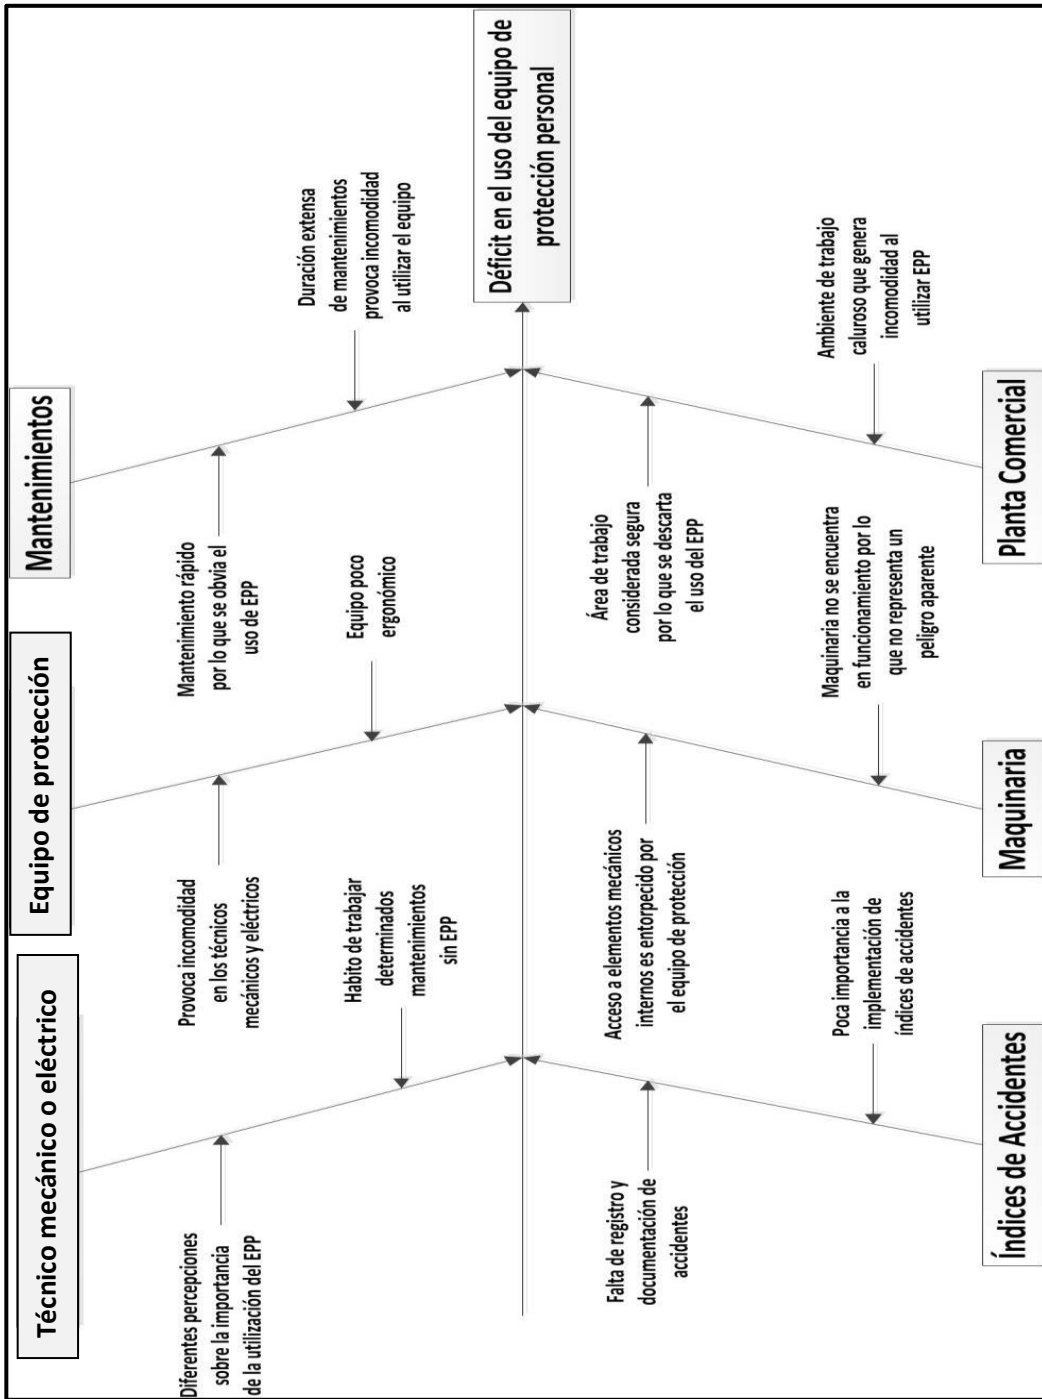 Técnico mecánico o eléctrico
Equipo de protección
Mantenimientos
Diferentes percepciones
sobre la importancia
de la utilización del EPP
Habito de trabajar
determinados
mantenimientos
sin EPP
Provoca incomodidad
en los técnicos
mecánicos y eléctricos
Equipo poco
ergonómico
Mantenimiento rápido
por lo que se obvia el
uso de EPP
Duración extensa
de mantenimientos
provoca incomodidad
al utilizar el equipo
Déficit en el uso del equipo de
protección personal
Falta de registro y
documentación de
accidentes
Poca importancia a la
implementación de
índices de accidentes
Acceso a elementos mecánicos
internos es entorpecido por
el equipo de protección
Maquinaria no se encuentra
en funcionamiento por lo
que no representa un
peligro aparente
Área de trabajo
considerada segura
por lo que se descarta
el uso del EPP
Ambiente de trabajo
caluroso que genera
incomodidad al
utilizar EPP
Índices de Accidentes
Maquinaria
Planta Comercial